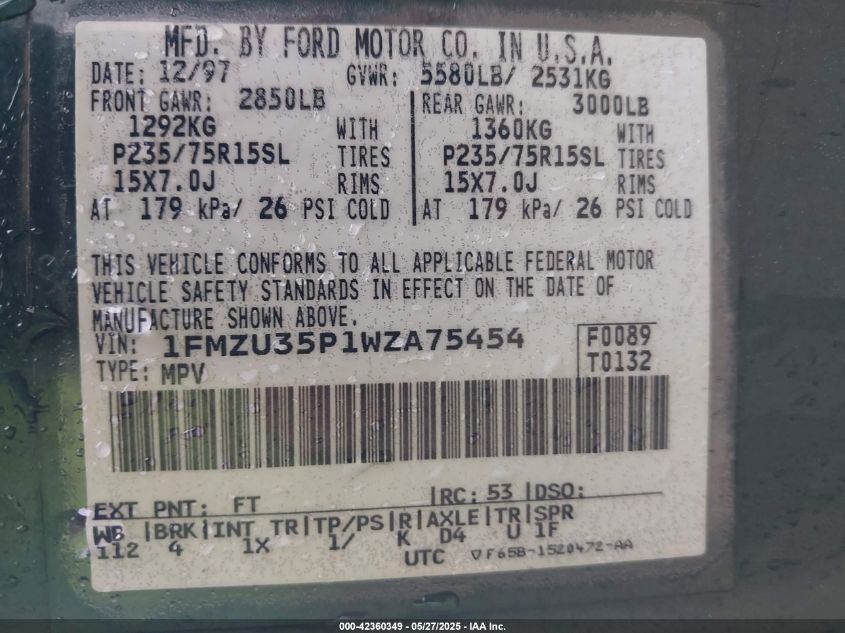 MFD. BY FORD MOTOR CO. IN U.S.A.
DATE: 12/97 GVWR: 5580LB/ 2531KG
FRONT GAWR: 2850LB REAR GAWR: 3000LB
1292KG WITH 1360KG WITH
P235/75R15SL TIRES P235/75R15SL TIRES
15X7.0J RIMS 15X7.0J RIMS
AT 179 kPa/ 26 PSI COLD AT 179 kPa/ 26 PSI COLD
THIS VEHICLE CONFORMS TO ALL APPLICABLE FEDERAL MOTOR
VEHICLE SAFETY STANDARDS IN EFFECT ON THE DATE OF
MANUFACTURE SHOWN ABOVE.
VIN: 1FMZU35P1WZA75454 F0089
TYPE: MPV T0132
EXT PNT: FT RC: 53 DSO:
WB BRK INT TR TP/PS R AXLE TR SPR
112 4 1X 1/ K D4 U 1F
UTC ▽F65B-1520472-AA
000-42360349 - 05/27/2025 - IAA Inc.